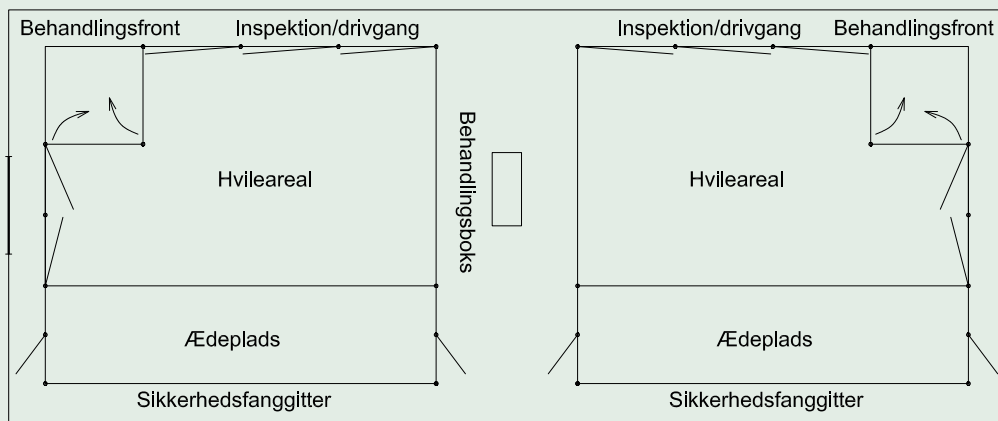 Behandlingsfront
Inspektion/drivgang
Inspektion/drivgang
Behandlingsfront
Hvileareal
Behandlingsboks
Hvileareal
Ædeplads
Ædeplads
Sikkerhedsfanggitter
Sikkerhedsfanggitter